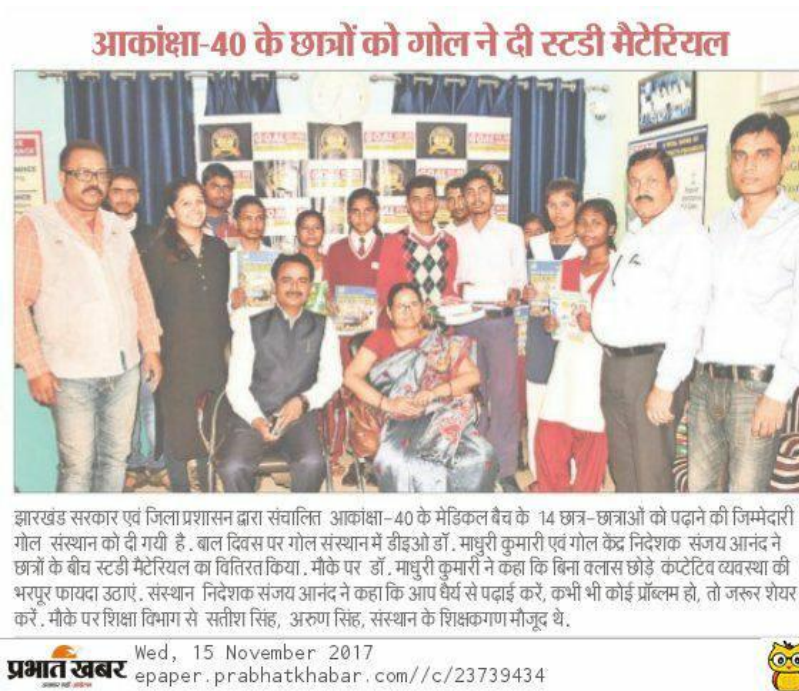 आकांक्षा-40 के छात्रों को गोल ने दी स्टडी मैटेरियल
GOAL
झारखंड सरकार एवं जिला प्रशासन द्वारा संचालित आकांक्षा-40 के मेडिकल बैच के 14 छात्र-छात्राओं को पढ़ाने की जिम्मेदारी
गोल संस्थान को दी गयी है. बाल दिवस पर गोल संस्थान में डीइओ डॉ. माधुरी कुमारी एवं गोल केंद्र निदेशक संजय आनंद ने
छात्रों के बीच स्टडी मैटेरियल का वितिरत किया. मौके पर डॉ. माधुरी कुमारी ने कहा कि बिना क्लास छोड़े कंप्टेटिव व्यवस्था की
भरपूर फायदा उठाएं. संस्थान निदेशक संजय आनंद ने कहा कि आप धैर्य से पढ़ाई करें, कभी भी कोई प्रॉब्लम हो, तो जरूर शेयर
करें. मौके पर शिक्षा विभाग से सतीश सिंह, अरुण सिंह, संस्थान के शिक्षकगण मौजूद थे.
प्रभात खबर
Wed, 15 November 2017
epaper.prabhatkhabar.com//c/23739434